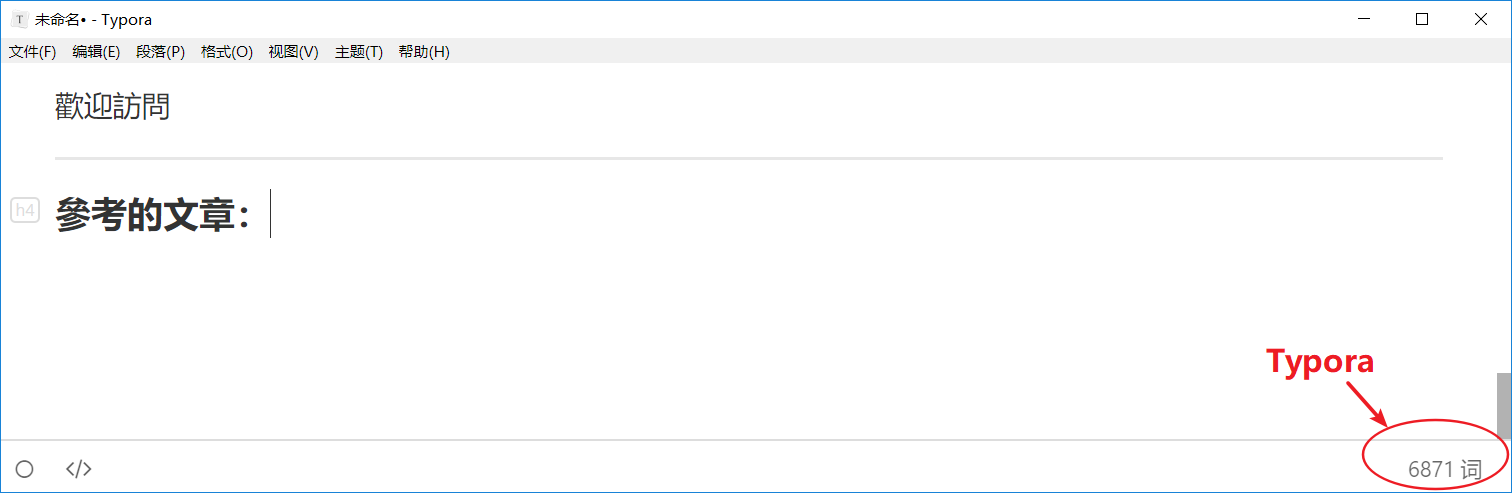 T 未命名• - Typora
文件(F) 编辑(E) 段落(P) 格式(O) 视图(V) 主题(T) 帮助(H)
歡迎訪問
h4 參考的文章：
Typora
</> 6871 词